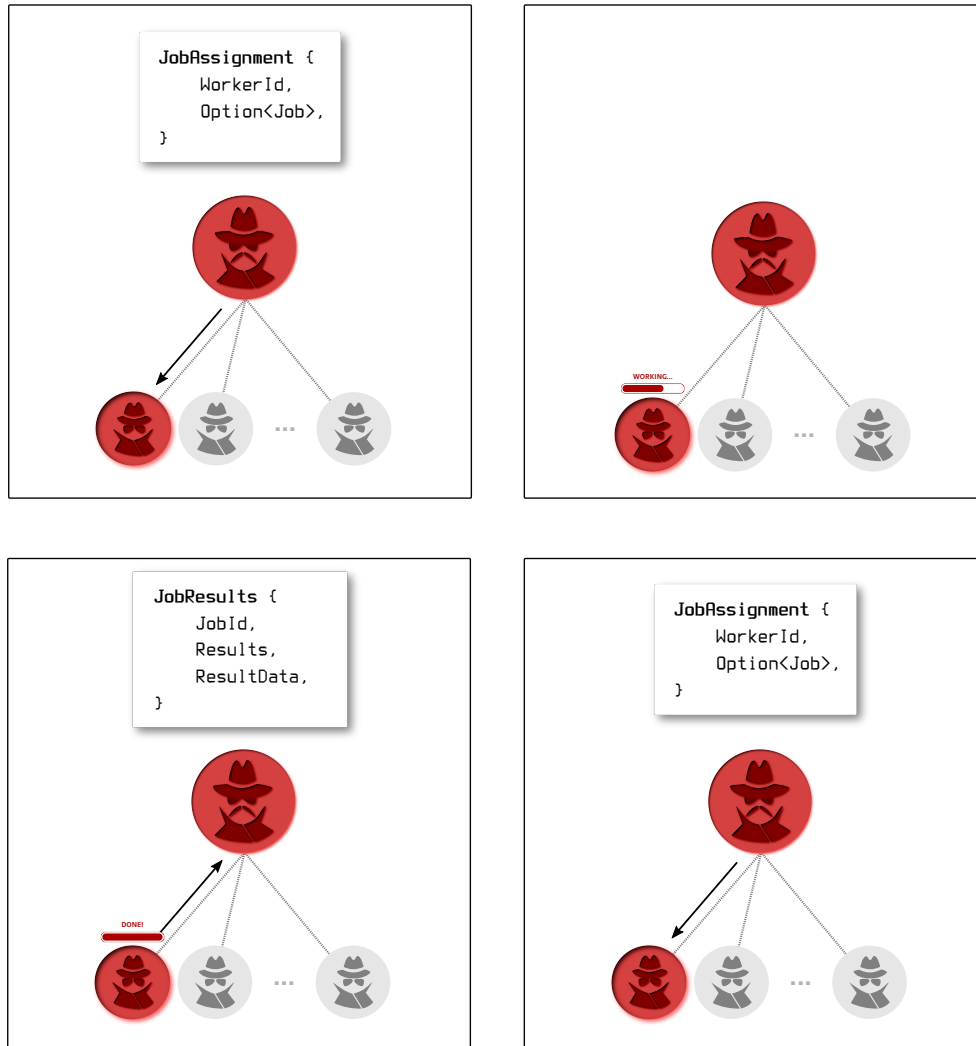 JobAssignment {
WorkerId,
Option<Job>,
}
WORKING...
JobResults {
JobId,
Results,
ResultData,
}
DONE!
JobAssignment {
WorkerId,
Option<Job>,
}